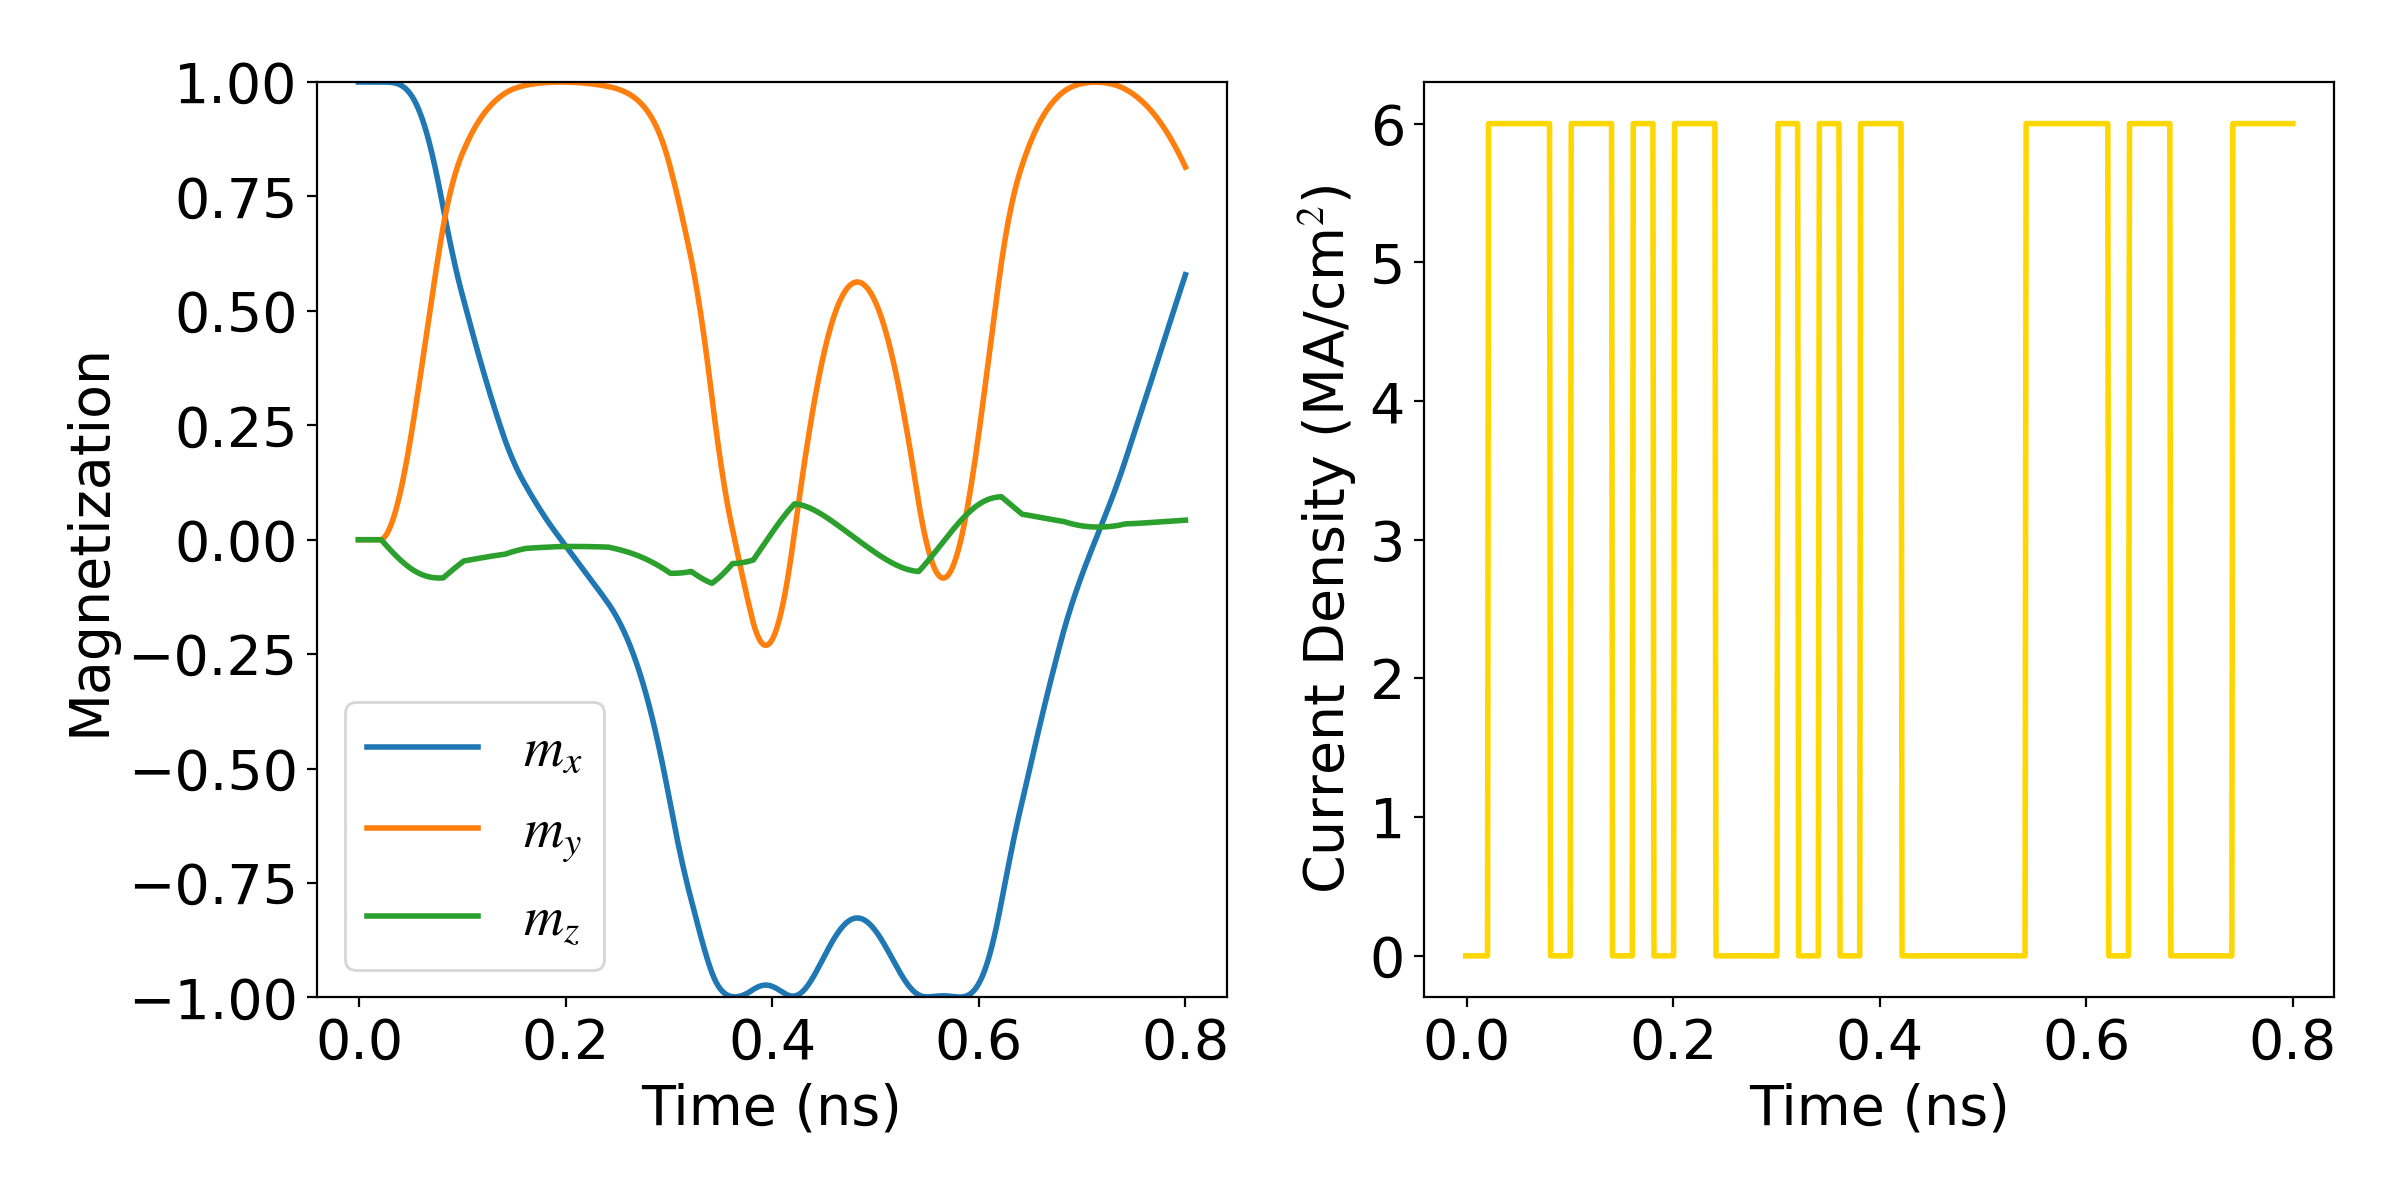 1.00
0.75
0.50
0.25
0.00
−0.25
−0.50
−0.75
−1.00
Magnetization
m_x
m_y
m_z
0.0 0.2 0.4 0.6 0.8
Time (ns)
6
5
4
3
2
1
0
Current Density (MA/cm²)
0.0 0.2 0.4 0.6 0.8
Time (ns)